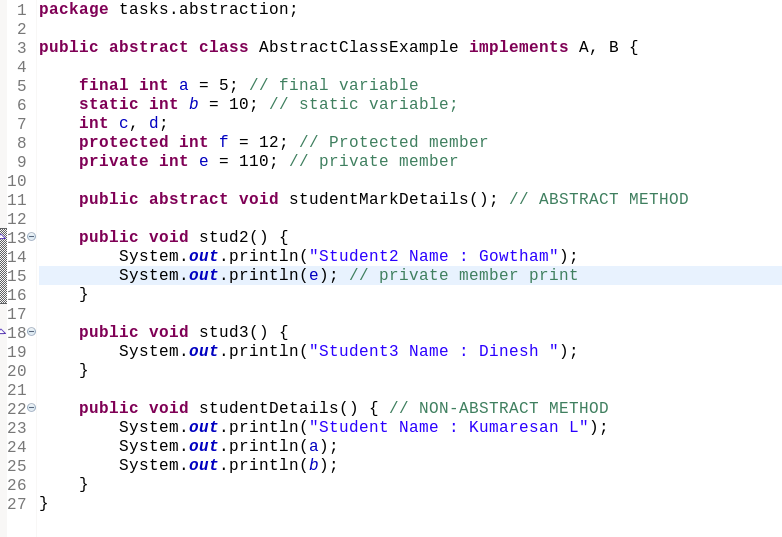 1 package tasks.abstraction;
2
3 public abstract class AbstractClassExample implements A, B {
4
5     final int a = 5; // final variable
6     static int b = 10; // static variable;
7     int c, d;
8     protected int f = 12; // Protected member
9     private int e = 110; // private member
10
11     public abstract void studentMarkDetails(); // ABSTRACT METHOD
12
13     public void stud2() {
14         System.out.println("Student2 Name : Gowtham");
15         System.out.println(e); // private member print
16     }
17
18     public void stud3() {
19         System.out.println("Student3 Name : Dinesh ");
20     }
21
22     public void studentDetails() { // NON-ABSTRACT METHOD
23         System.out.println("Student Name : Kumaresan L");
24         System.out.println(a);
25         System.out.println(b);
26     }
27 }